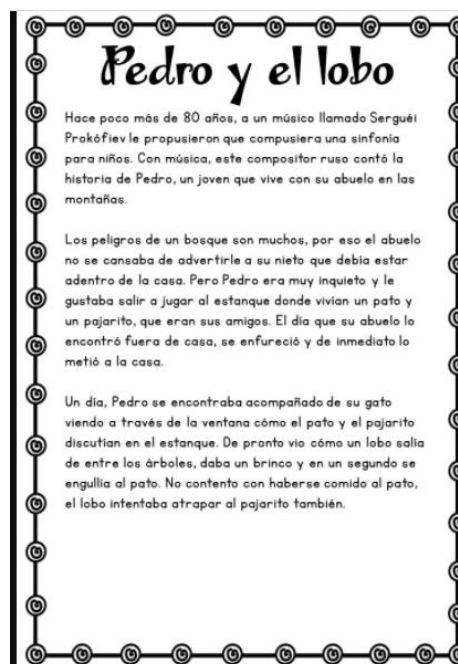 Pedro y el lobo
Hace poco más de 80 años, a un músico llamado Serguéi
Prokófiev le propusieron que compusiera una sinfonía
para niños. Con música, este compositor ruso contó la
historia de Pedro, un joven que vive con su abuelo en las
montañas.
Los peligros de un bosque son muchos, por eso el abuelo
no se cansaba de advertirle a su nieto que debía estar
adentro de la casa. Pero Pedro era muy inquieto y le
gustaba salir a jugar al estanque donde vivían un pato y
un pajarito, que eran sus amigos. El día que su abuelo lo
encontró fuera de casa, se enfureció y de inmediato lo
metió a la casa.
Un día, Pedro se encontraba acompañado de su gato
viendo a través de la ventana cómo el pato y el pajarito
discutían en el estanque. De pronto vio cómo un lobo salía
de entre los árboles, daba un brinco y en un segundo se
engullía al pato. No contento con haberse comido al pato,
el lobo intentaba atrapar al pajarito también.